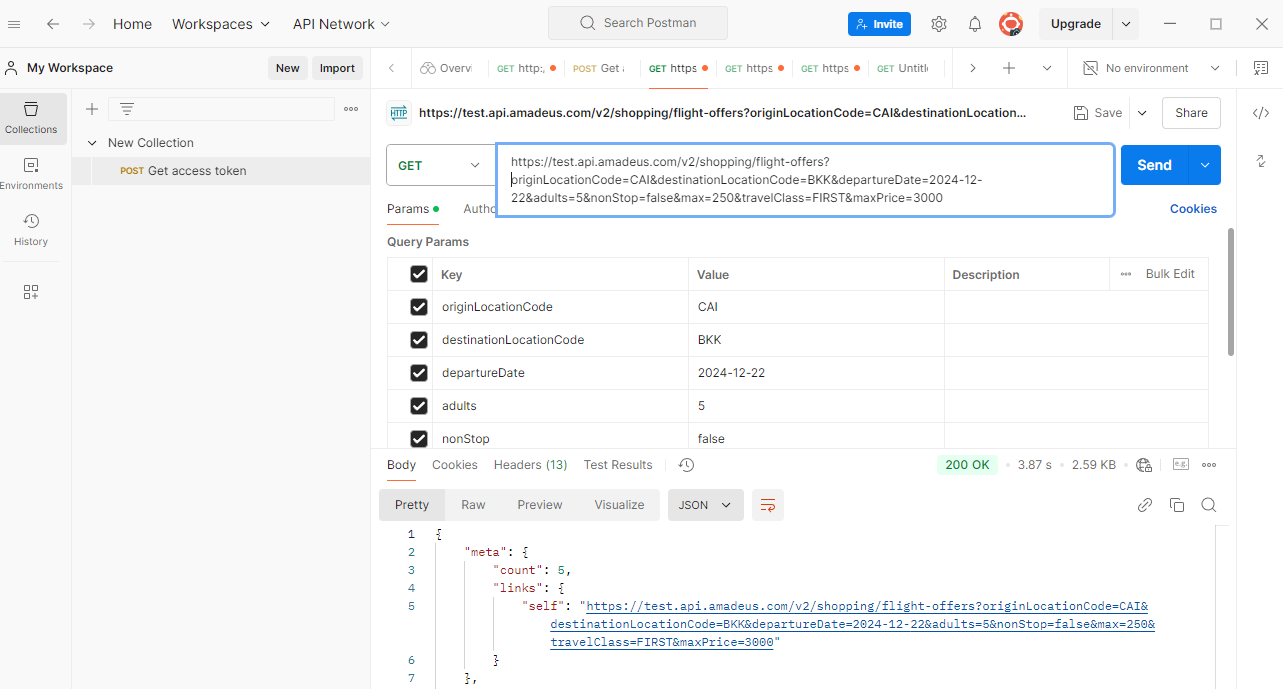 Home
Workspaces
API Network
Search Postman
Invite
Upgrade
My Workspace
New
Import
Overvi
GET http:,
POST Get a
GET https
GET https
GET https
GET Untitl
No environment
Collections
Environments
History
New Collection
POST Get access token
HTTP
https://test.api.amadeus.com/v2/shopping/flight-offers?originLocationCode=CAI&destinationLocation...
Save
Share
GET
https://test.api.amadeus.com/v2/shopping/flight-offers?
originLocationCode=CAI&destinationLocationCode=BKK&departureDate=2024-12-
22&adults=5&nonStop=false&max=250&travelClass=FIRST&maxPrice=3000
Send
Params
Autho
Cookies
Query Params
Key
Value
Description
Bulk Edit
originLocationCode
CAI
destinationLocationCode
BKK
departureDate
2024-12-22
adults
5
nonStop
false
Body
Cookies
Headers (13)
Test Results
200 OK
3.87 s
2.59 KB
e.g.
Pretty
Raw
Preview
Visualize
JSON
1 {
2 "meta": {
3 "count": 5,
4 "links": {
5 "self": "https://test.api.amadeus.com/v2/shopping/flight-offers?originLocationCode=CAI&
destinationLocationCode=BKK&departureDate=2024-12-22&adults=5&nonStop=false&max=250&
travelClass=FIRST&maxPrice=3000"
6 }
7 },